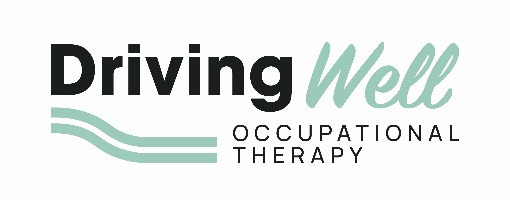 Driving Well
OCCUPATIONAL
THERAPY